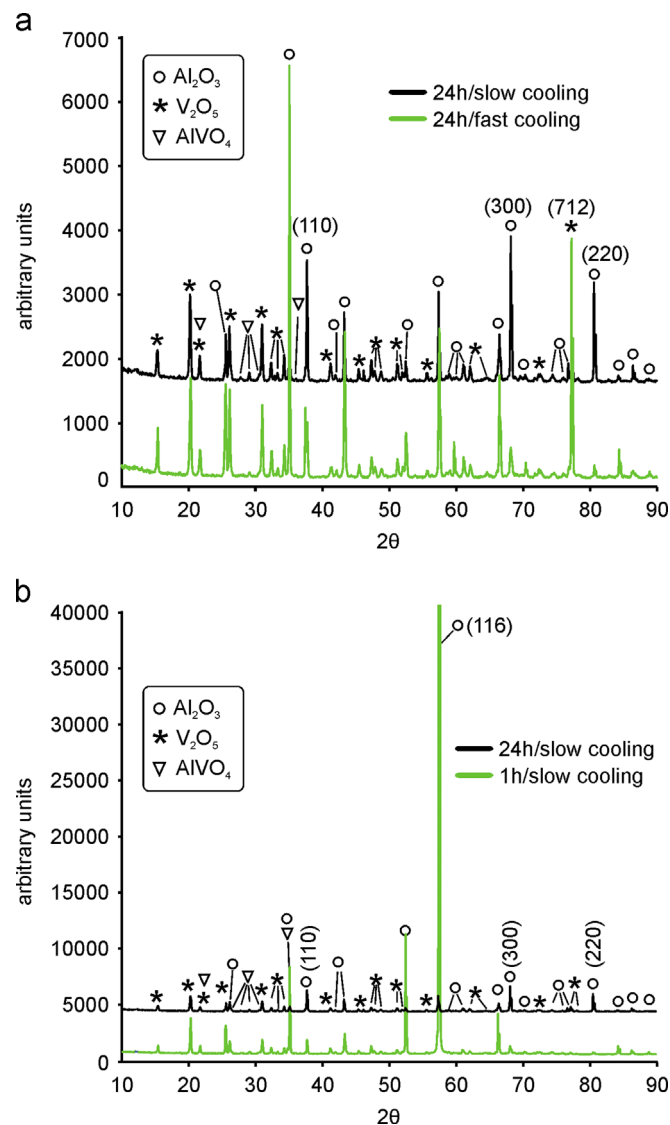 a
7000
6000
5000
4000
3000
2000
1000
0
arbitrary units
○ Al₂O₃
* V₂O₅
▽ AlVO₄
24h/slow cooling
24h/fast cooling
(110)
(300)
(712)
(220)
10 20 30 40 50 60 70 80 90
2θ
b
40000
35000
30000
25000
20000
15000
10000
5000
0
arbitrary units
○ Al₂O₃
* V₂O₅
▽ AlVO₄
(116)
24h/slow cooling
1h/slow cooling
(110)
(300)
(220)
10 20 30 40 50 60 70 80 90
2θ